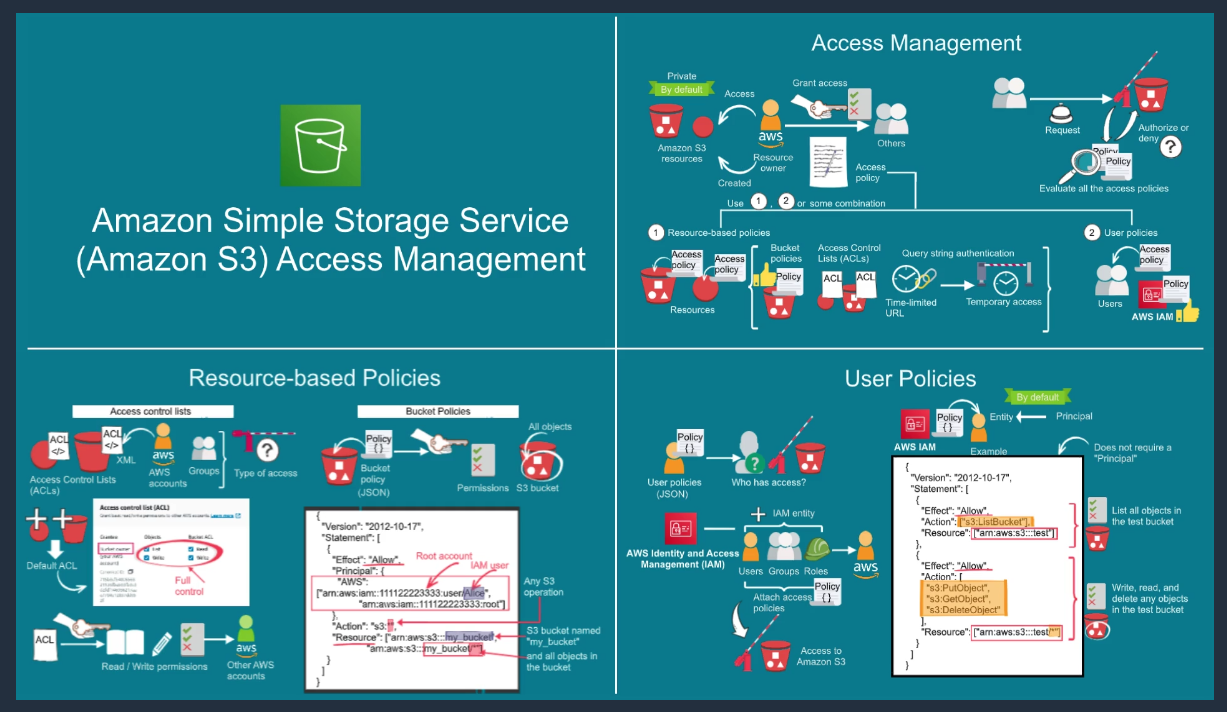 Amazon Simple Storage Service
(Amazon S3) Access Management
Access Management
Private
By default
Amazon S3
resources
Access
Created
aws
Resource
owner
Grant access
Others
Access
policy
Request
Authorize or
deny
?
Policy
Policy
Evaluate all the access policies
Use 1 , 2 or some combination
1 Resource-based policies
Access
policy
Access
policy
Resources
Bucket
policies
Policy
Access Control
Lists (ACLs)
ACL
ACL
Query string authentication
Time-limited
URL
Temporary access
2 User policies
Access
policy
Users
Policy
AWS IAM
Resource-based Policies
Access control lists
ACL
</>
ACL
</>
XML
Access Control Lists
(ACLs)
aws
AWS
accounts
Groups
?
Type of access
Default ACL
Access control list (ACL)
Learn more
Grantee
Objects
Bucket ACL
Bucket owner
List
Read
Write
Write
Full
control
ACL
Read / Write permissions
aws
Other AWS
accounts
Bucket Policies
Policy
{ }
Bucket
policy
(JSON)
Permissions
All objects
S3 bucket
{
"Version": "2012-10-17",
"Statement": [
{
"Effect": "Allow",
"Principal": {
"AWS":
["arn:aws:iam::111122223333:user/Alice",
"arn:aws:iam::111122223333:root"]
},
"Action": "s3:*",
"Resource": ["arn:aws:s3:::my_bucket",
"arn:aws:s3:::my_bucket/*"],
}
]
}
Root account
IAM user
Any S3
operation
S3 bucket named
"my_bucket"
and all objects in
the bucket
User Policies
Policy
{ }
User policies
(JSON)
?
Who has access?
AWS Identity and Access
Management (IAM)
IAM entity
Users
Groups
Roles
aws
Attach access
policies
Policy
{ }
Access to
Amazon S3
AWS IAM
Policy
{ }
By default
Entity
Principal
Example
Does not require a
"Principal"
{
"Version": "2012-10-17",
"Statement": [
{
"Effect": "Allow",
"Action": ["s3:ListBucket"],
"Resource": ["arn:aws:s3:::test"]
},
{
"Effect": "Allow",
"Action": [
"s3:PutObject",
"s3:GetObject",
"s3:DeleteObject"
],
"Resource": ["arn:aws:s3:::test/*"]
}
]
}
List all objects in
the test bucket
Write, read, and
delete any objects
in the test bucket